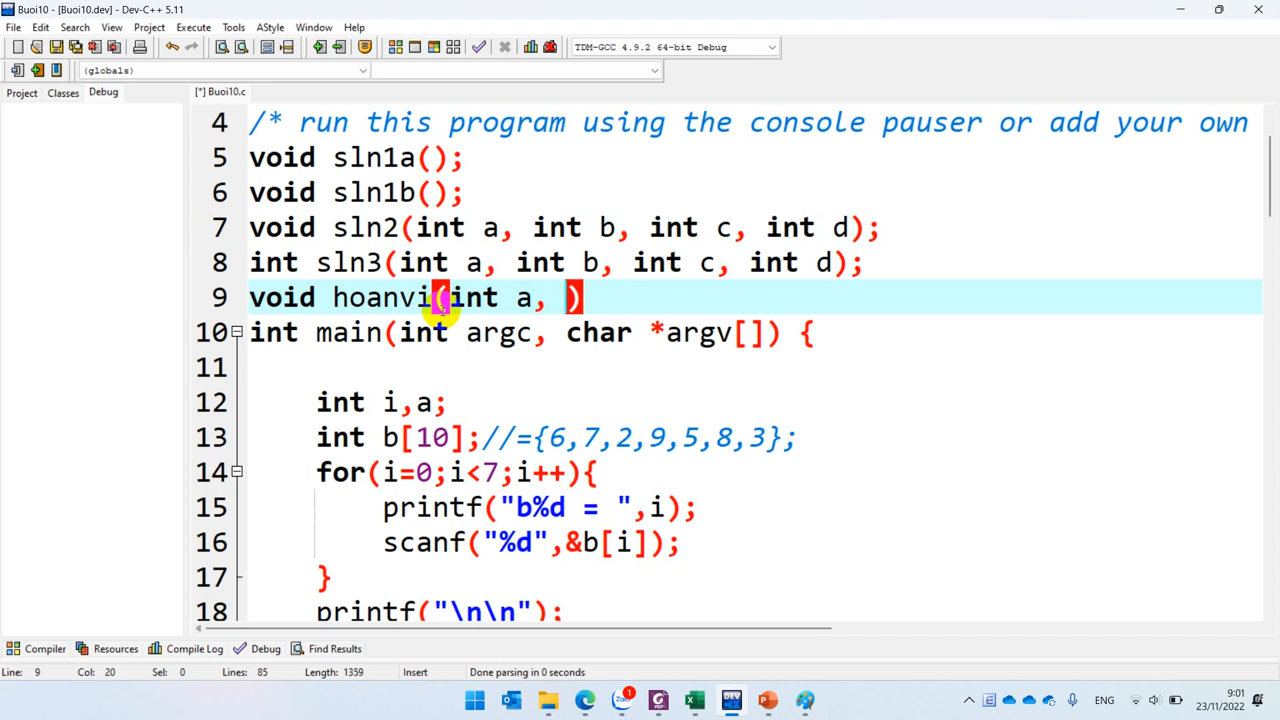 Buoi10 - [Buoi10.dev] - Dev-C++ 5.11
File Edit Search View Project Execute Tools AStyle Window Help
TDM-GCC 4.9.2 64-bit Debug
(globals)
Project Classes Debug [*] Buoi10.c
4 /* run this program using the console pauser or add your own
5 void sln1a();
6 void sln1b();
7 void sln2(int a, int b, int c, int d);
8 int sln3(int a, int b, int c, int d);
9 void hoanvi(int a, )
10 int main(int argc, char *argv[]) {
11
12 int i,a;
13 int b[10];//={6,7,2,9,5,8,3};
14 for(i=0;i<7;i++){
15 printf("b%d = ",i);
16 scanf("%d",&b[i]);
17 }
18 printf("\n\n");
Compiler Resources Compile Log Debug Find Results
Line: 9 Col: 20 Sel: 0 Lines: 85 Length: 1359 Insert Done parsing in 0 seconds
Zalo 1 DEV ENG 9:01
23/11/2022